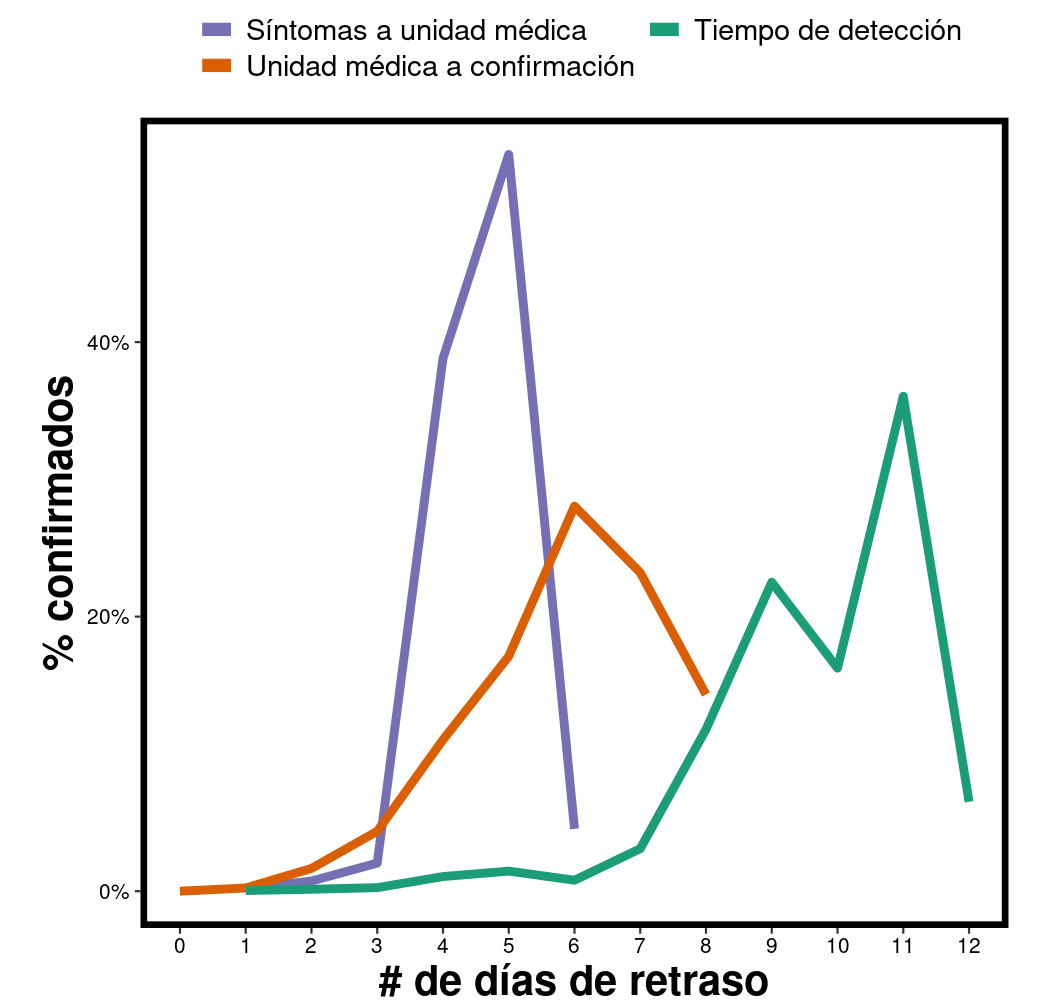 Síntomas a unidad médica
Tiempo de detección
Unidad médica a confirmación
40%
20%
0%
% confirmados
0 1 2 3 4 5 6 7 8 9 10 11 12
# de días de retraso